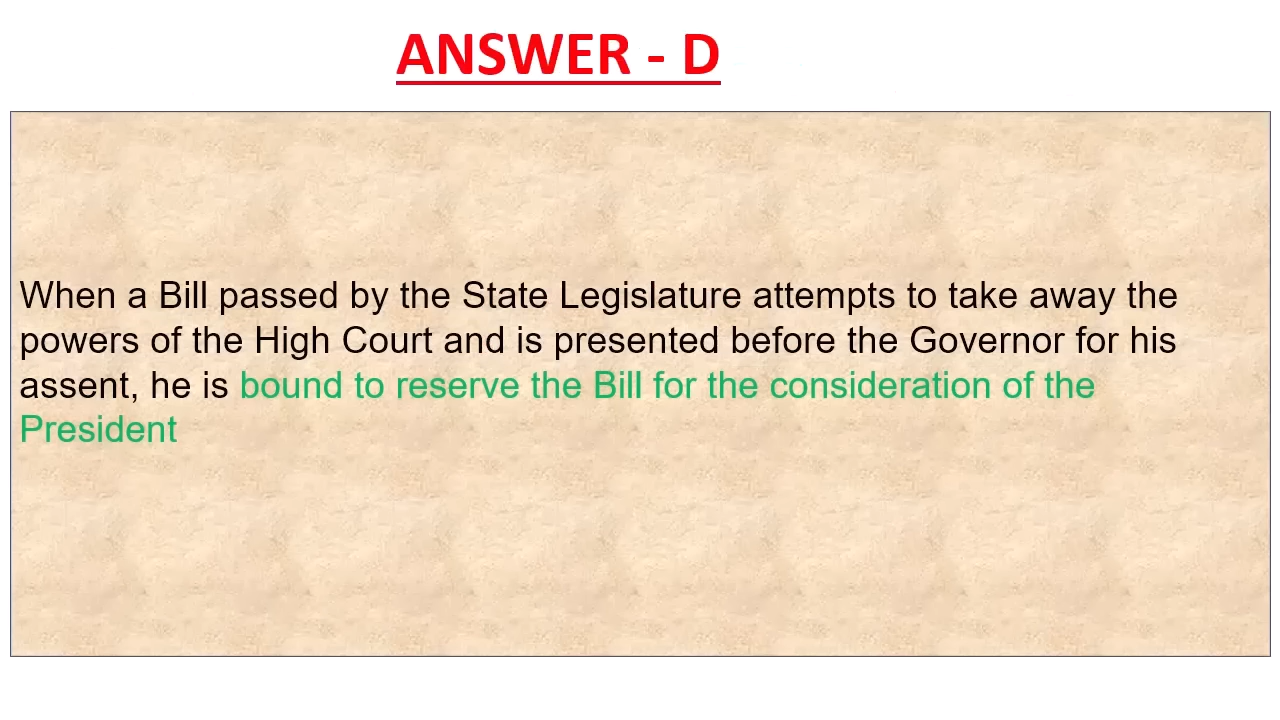 ANSWER - D
When a Bill passed by the State Legislature attempts to take away the
powers of the High Court and is presented before the Governor for his
assent, he is bound to reserve the Bill for the consideration of the
President